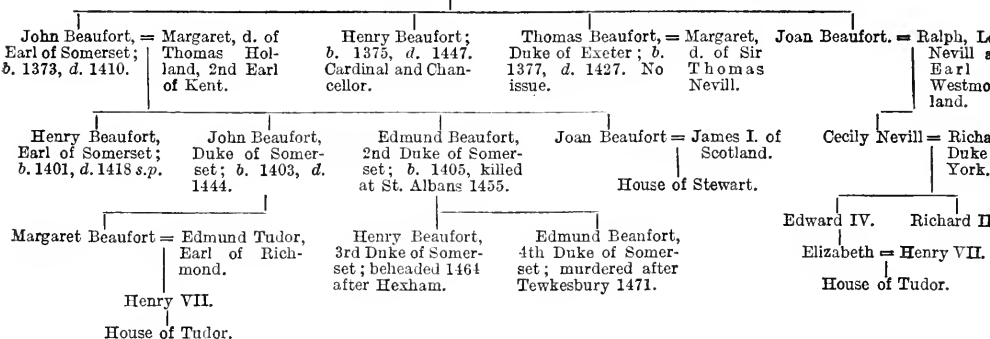 John Beaufort, = Margaret, d. of
Earl of Somerset; Thomas Hol-
b. 1373, d. 1410. land, 2nd Earl
of Kent.
Henry Beaufort;
b. 1375, d. 1447.
Cardinal and Chan-
cellor.
Thomas Beaufort, = Margaret,
Duke of Exeter; b. d. of Sir
1377, d. 1427. No Thomas
issue. Nevill.
Joan Beaufort. = Ralph,
Nevill
Earl
Westmo
land.
Henry Beaufort,
Earl of Somerset;
b. 1401, d. 1418 s.p.
John Beaufort,
Duke of Somer-
set; b. 1403, d.
1444.
Edmund Beaufort,
2nd Duke of Somer-
set; b. 1405, killed
at St. Albans 1455.
Joan Beaufort = James I. of
Scotland.
House of Stewart.
Cecily Nevill = Richa
Duke
York.
Margaret Beaufort = Edmund Tudor,
Earl of Rich-
mond.
Henry VII.
House of Tudor.
Henry Beaufort,
3rd Duke of Somer-
set; beheaded 1464
after Hexham.
Edmund Beaufort,
4th Duke of Somer-
set; murdered after
Tewkesbury 1471.
Edward IV. Richard II
Elizabeth = Henry VII.
House of Tudor.